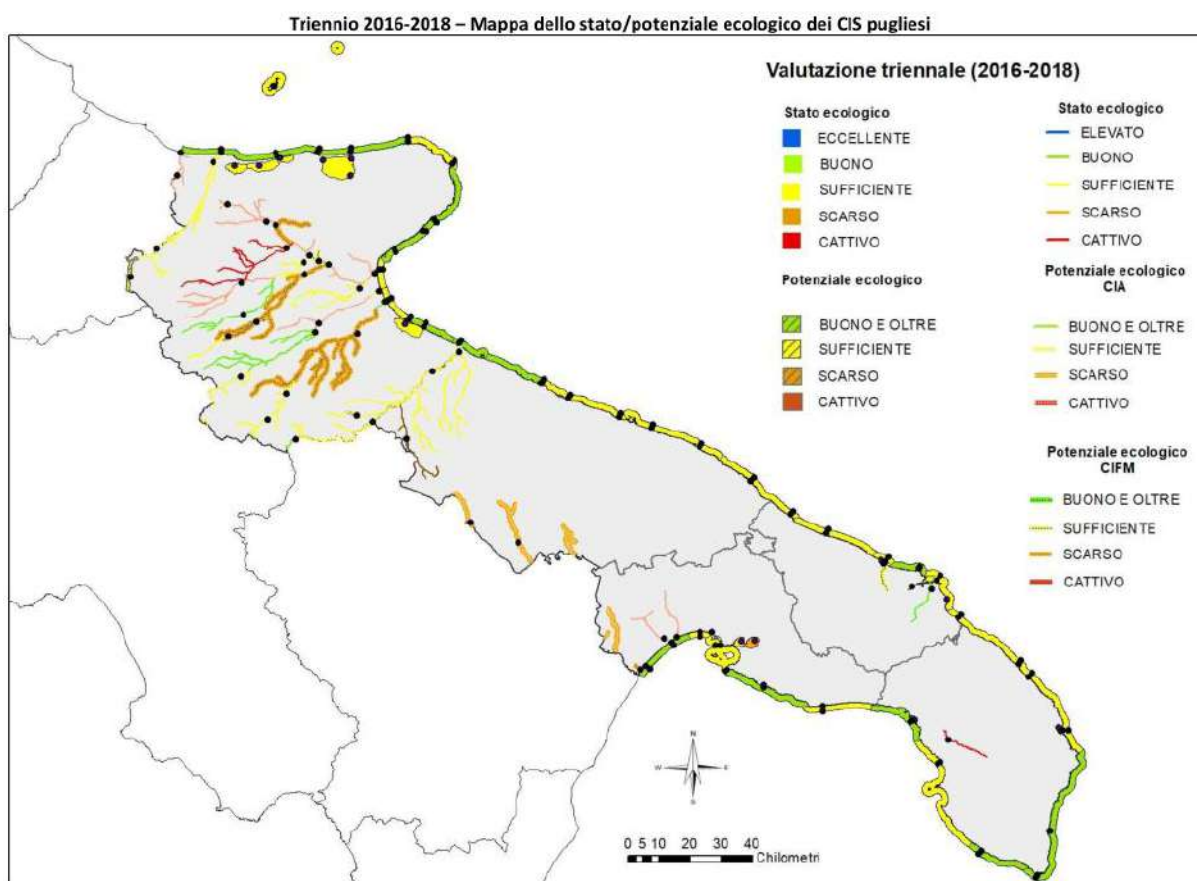 Triennio 2016-2018 – Mappa dello stato/potenziale ecologico dei CIS pugliesi
Valutazione triennale (2016-2018)
Stato ecologico
ECCELLENTE
BUONO
SUFFICIENTE
SCARSO
CATTIVO
Potenziale ecologico
BUONO E OLTRE
SUFFICIENTE
SCARSO
CATTIVO
Stato ecologico
ELEVATO
BUONO
SUFFICIENTE
SCARSO
CATTIVO
Potenziale ecologico
CIA
BUONO E OLTRE
SUFFICIENTE
SCARSO
CATTIVO
Potenziale ecologico
CIFM
BUONO E OLTRE
SUFFICIENTE
SCARSO
CATTIVO
N
W E
S
0 5 10 20 30 40
Chilometri